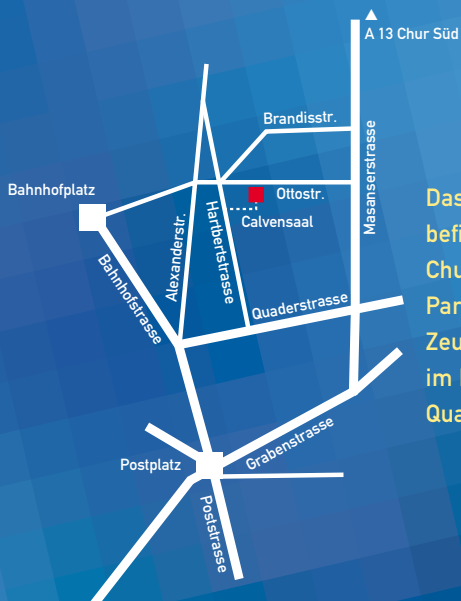 A 13 Chur Süd
Brandisstr.
Masanserstrasse
Bahnhofplatz
Ottostr.
Calvensaal
Alexanderstr.
Hartbertstrasse
Bahnhofstrasse
Quaderstrasse
Postplatz
Grabenstrasse
Poststrasse
Das
befi
Chu
Par
Zeu
im
Qua